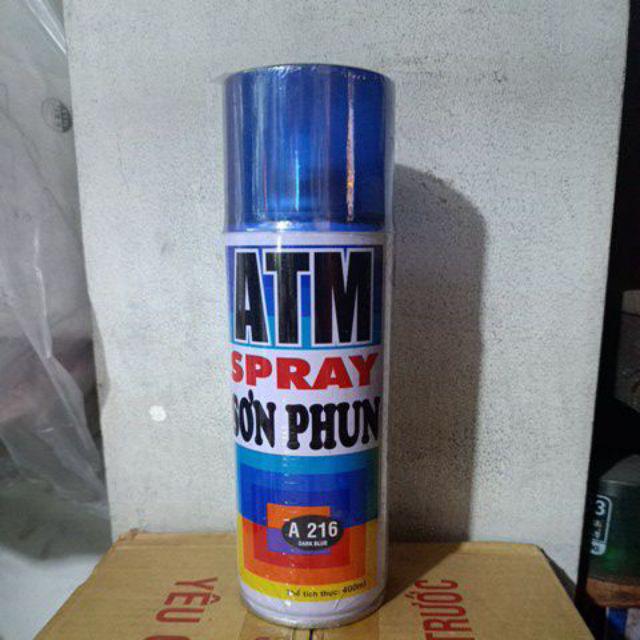 ATM
SPRAY
SƠN PHUN
A 216
DARK BLUE
Thể tích thực: 400ml
YÊU
TRƯỚC